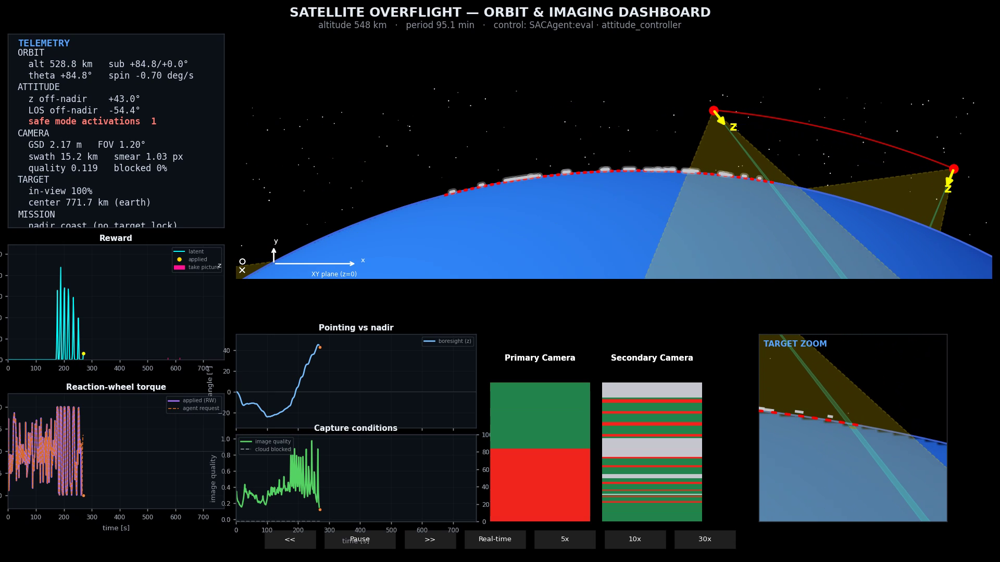 SATELLITE OVERFLIGHT — ORBIT & IMAGING DASHBOARD
altitude 548 km · period 95.1 min · control: SACAgent:eval · attitude_controller
TELEMETRY
ORBIT
alt 528.8 km sub +84.8/+0.0°
theta +84.8° spin -0.70 deg/s
ATTITUDE
z off-nadir +43.0°
LOS off-nadir -54.4°
safe mode activations 1
CAMERA
GSD 2.17 m FOV 1.20°
swath 15.2 km smear 1.03 px
quality 0.119 blocked 0%
TARGET
in-view 100%
center 771.7 km (earth)
MISSION
nadir coast (no target lock)
z
z
y
x
z
XY plane (z=0)
Reward
latent
applied
take picture
0 100 200 300 400 500 600 700
Reaction-wheel torque
applied (RW)
agent request
0 100 200 300 400 500 600 700
time [s]
Pointing vs nadir
boresight (z)
angle [°]
40
20
0
−20
Capture conditions
image quality
cloud blocked
image quality
1.0
0.8
0.6
0.4
0.2
0.0
100
80
60
40
20
0
0 100 200 300 400 500 600 700
time [s]
Primary Camera
Secondary Camera
TARGET ZOOM
<<
Pause
>>
Real-time
5x
10x
30x